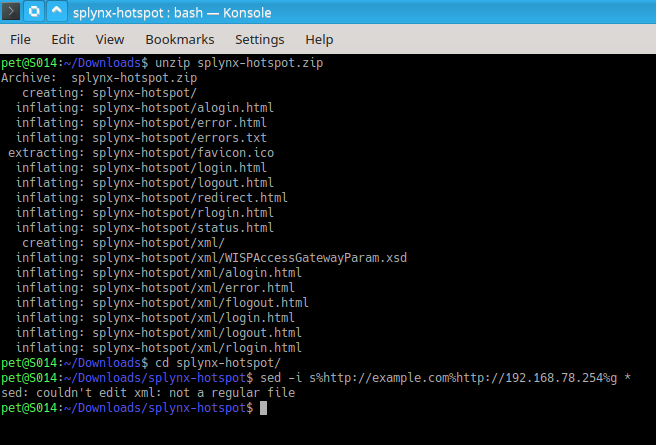 splynx-hotspot : bash — Konsole
File Edit View Bookmarks Settings Help
pet@S014:~/Downloads$ unzip splynx-hotspot.zip
Archive:  splynx-hotspot.zip
   creating: splynx-hotspot/
  inflating: splynx-hotspot/alogin.html
  inflating: splynx-hotspot/error.html
  inflating: splynx-hotspot/errors.txt
 extracting: splynx-hotspot/favicon.ico
  inflating: splynx-hotspot/login.html
  inflating: splynx-hotspot/logout.html
  inflating: splynx-hotspot/redirect.html
  inflating: splynx-hotspot/rlogin.html
  inflating: splynx-hotspot/status.html
   creating: splynx-hotspot/xml/
  inflating: splynx-hotspot/xml/WISPAccessGatewayParam.xsd
  inflating: splynx-hotspot/xml/alogin.html
  inflating: splynx-hotspot/xml/error.html
  inflating: splynx-hotspot/xml/flogout.html
  inflating: splynx-hotspot/xml/login.html
  inflating: splynx-hotspot/xml/logout.html
  inflating: splynx-hotspot/xml/rlogin.html
pet@S014:~/Downloads$ cd splynx-hotspot/
pet@S014:~/Downloads/splynx-hotspot$ sed -i s%http://example.com%http://192.168.78.254%g *
sed: couldn't edit xml: not a regular file
pet@S014:~/Downloads/splynx-hotspot$